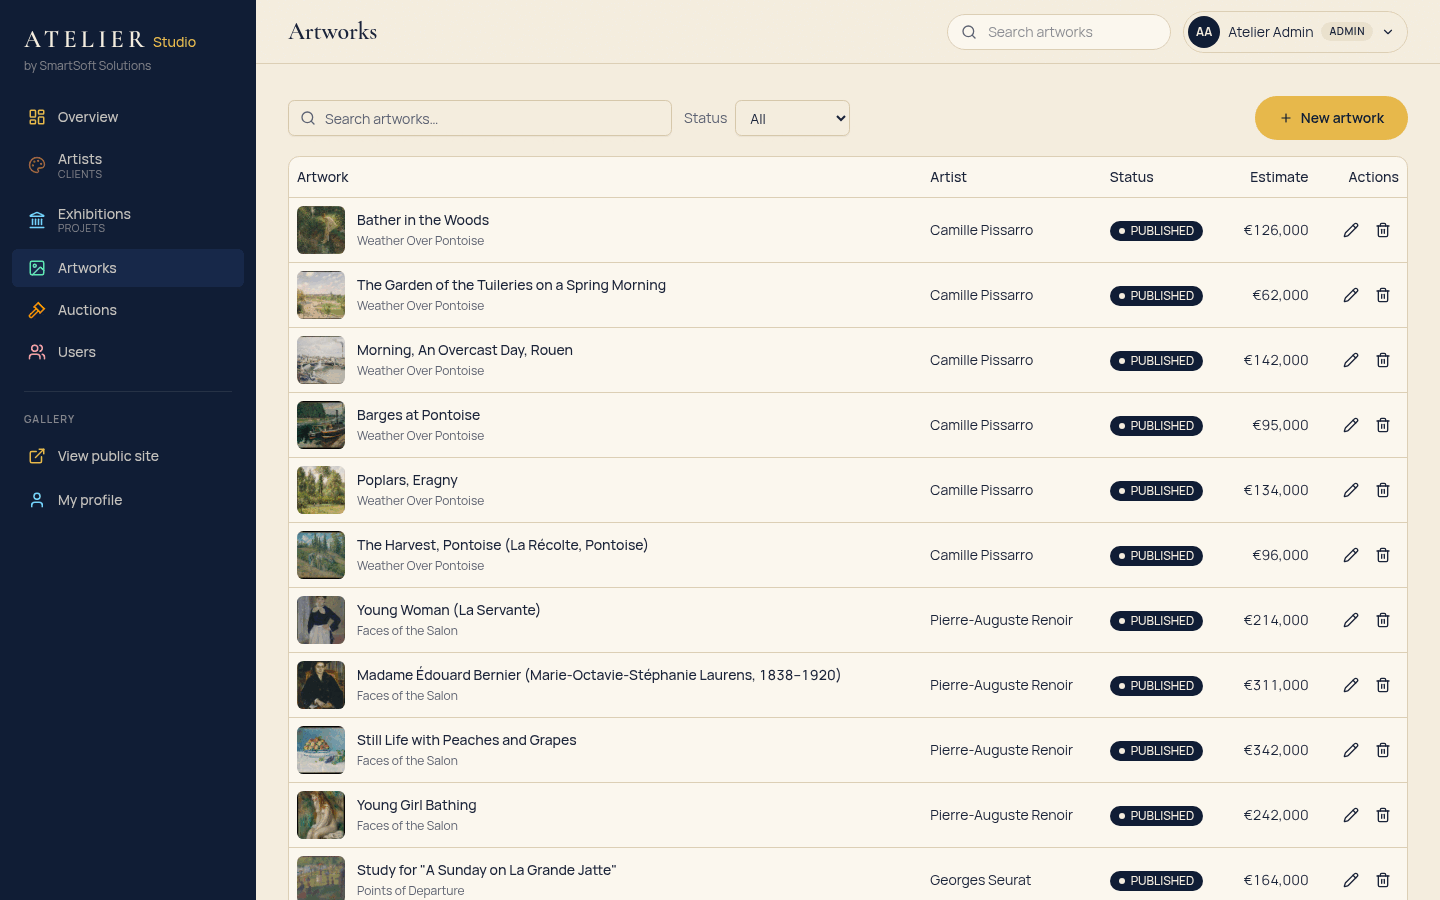 ATELIER Studio
by SmartSoft Solutions
Overview
Artists
CLIENTS
Exhibitions
PROJETS
Artworks
Auctions
Users
GALLERY
View public site
My profile
Artworks
Search artworks
AA Atelier Admin ADMIN
Search artworks...
Status All
New artwork
Artwork Artist Status Estimate Actions
Bather in the Woods
Weather Over Pontoise
Camille Pissarro PUBLISHED €126,000
The Garden of the Tuileries on a Spring Morning
Weather Over Pontoise
Camille Pissarro PUBLISHED €62,000
Morning, An Overcast Day, Rouen
Weather Over Pontoise
Camille Pissarro PUBLISHED €142,000
Barges at Pontoise
Weather Over Pontoise
Camille Pissarro PUBLISHED €95,000
Poplars, Eragny
Weather Over Pontoise
Camille Pissarro PUBLISHED €134,000
The Harvest, Pontoise (La Récolte, Pontoise)
Weather Over Pontoise
Camille Pissarro PUBLISHED €96,000
Young Woman (La Servante)
Faces of the Salon
Pierre-Auguste Renoir PUBLISHED €214,000
Madame Édouard Bernier (Marie-Octavie-Stéphanie Laurens, 1838–1920)
Faces of the Salon
Pierre-Auguste Renoir PUBLISHED €311,000
Still Life with Peaches and Grapes
Faces of the Salon
Pierre-Auguste Renoir PUBLISHED €342,000
Young Girl Bathing
Faces of the Salon
Pierre-Auguste Renoir PUBLISHED €242,000
Study for "A Sunday on La Grande Jatte"
Points of Departure
Georges Seurat PUBLISHED €164,000